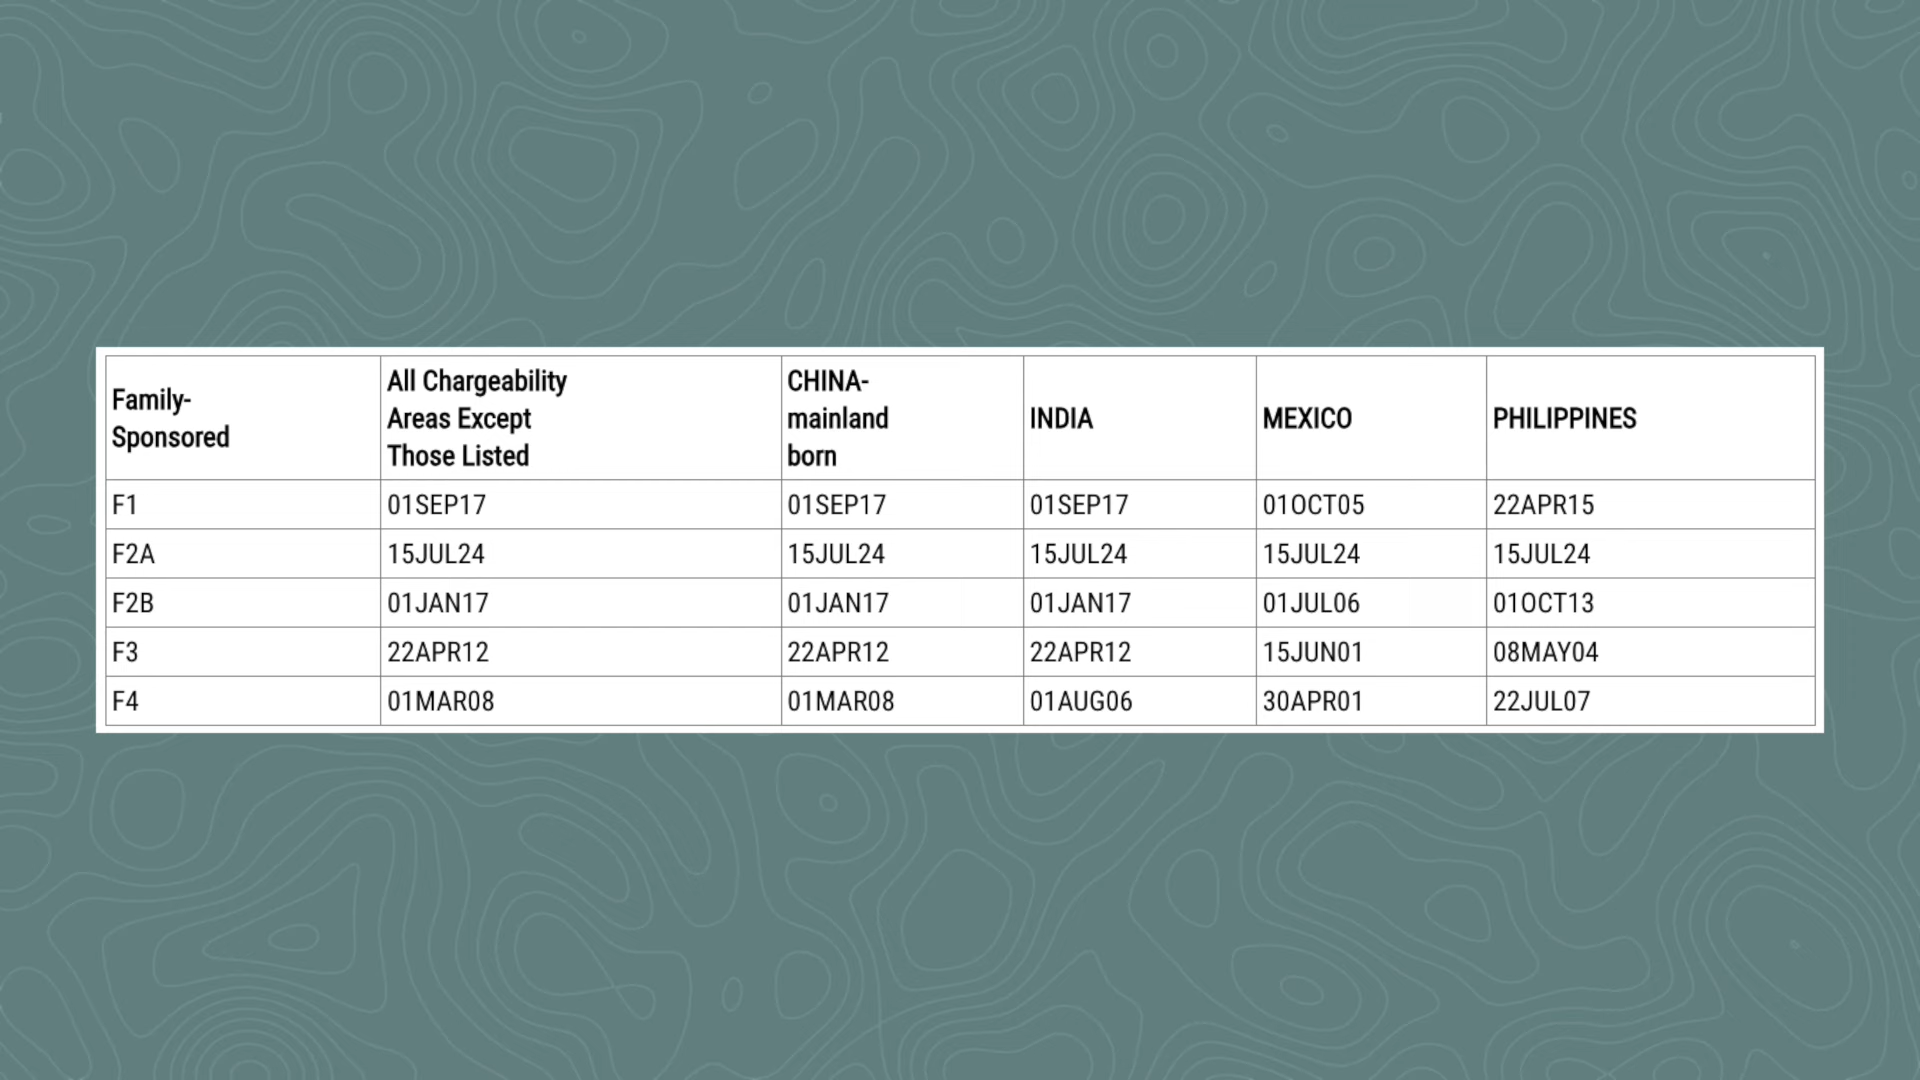 Family-
Sponsored
All Chargeability
Areas Except
Those Listed
CHINA-
mainland
born
INDIA
MEXICO
PHILIPPINES
F1 01SEP17 01SEP17 01SEP17 01OCT05 22APR15
F2A 15JUL24 15JUL24 15JUL24 15JUL24 15JUL24
F2B 01JAN17 01JAN17 01JAN17 01JUL06 01OCT13
F3 22APR12 22APR12 22APR12 15JUN01 08MAY04
F4 01MAR08 01MAR08 01AUG06 30APR01 22JUL07